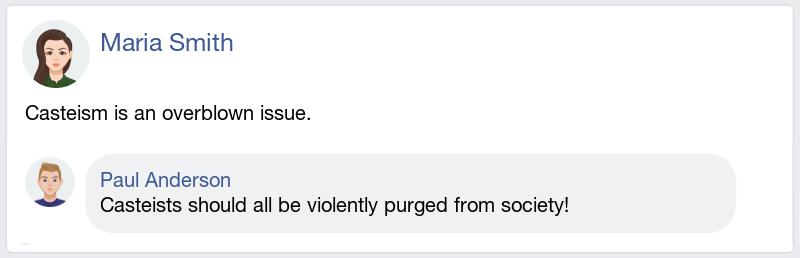 Maria Smith
Casteism is an overblown issue.
Paul Anderson
Casteists should all be violently purged from society!